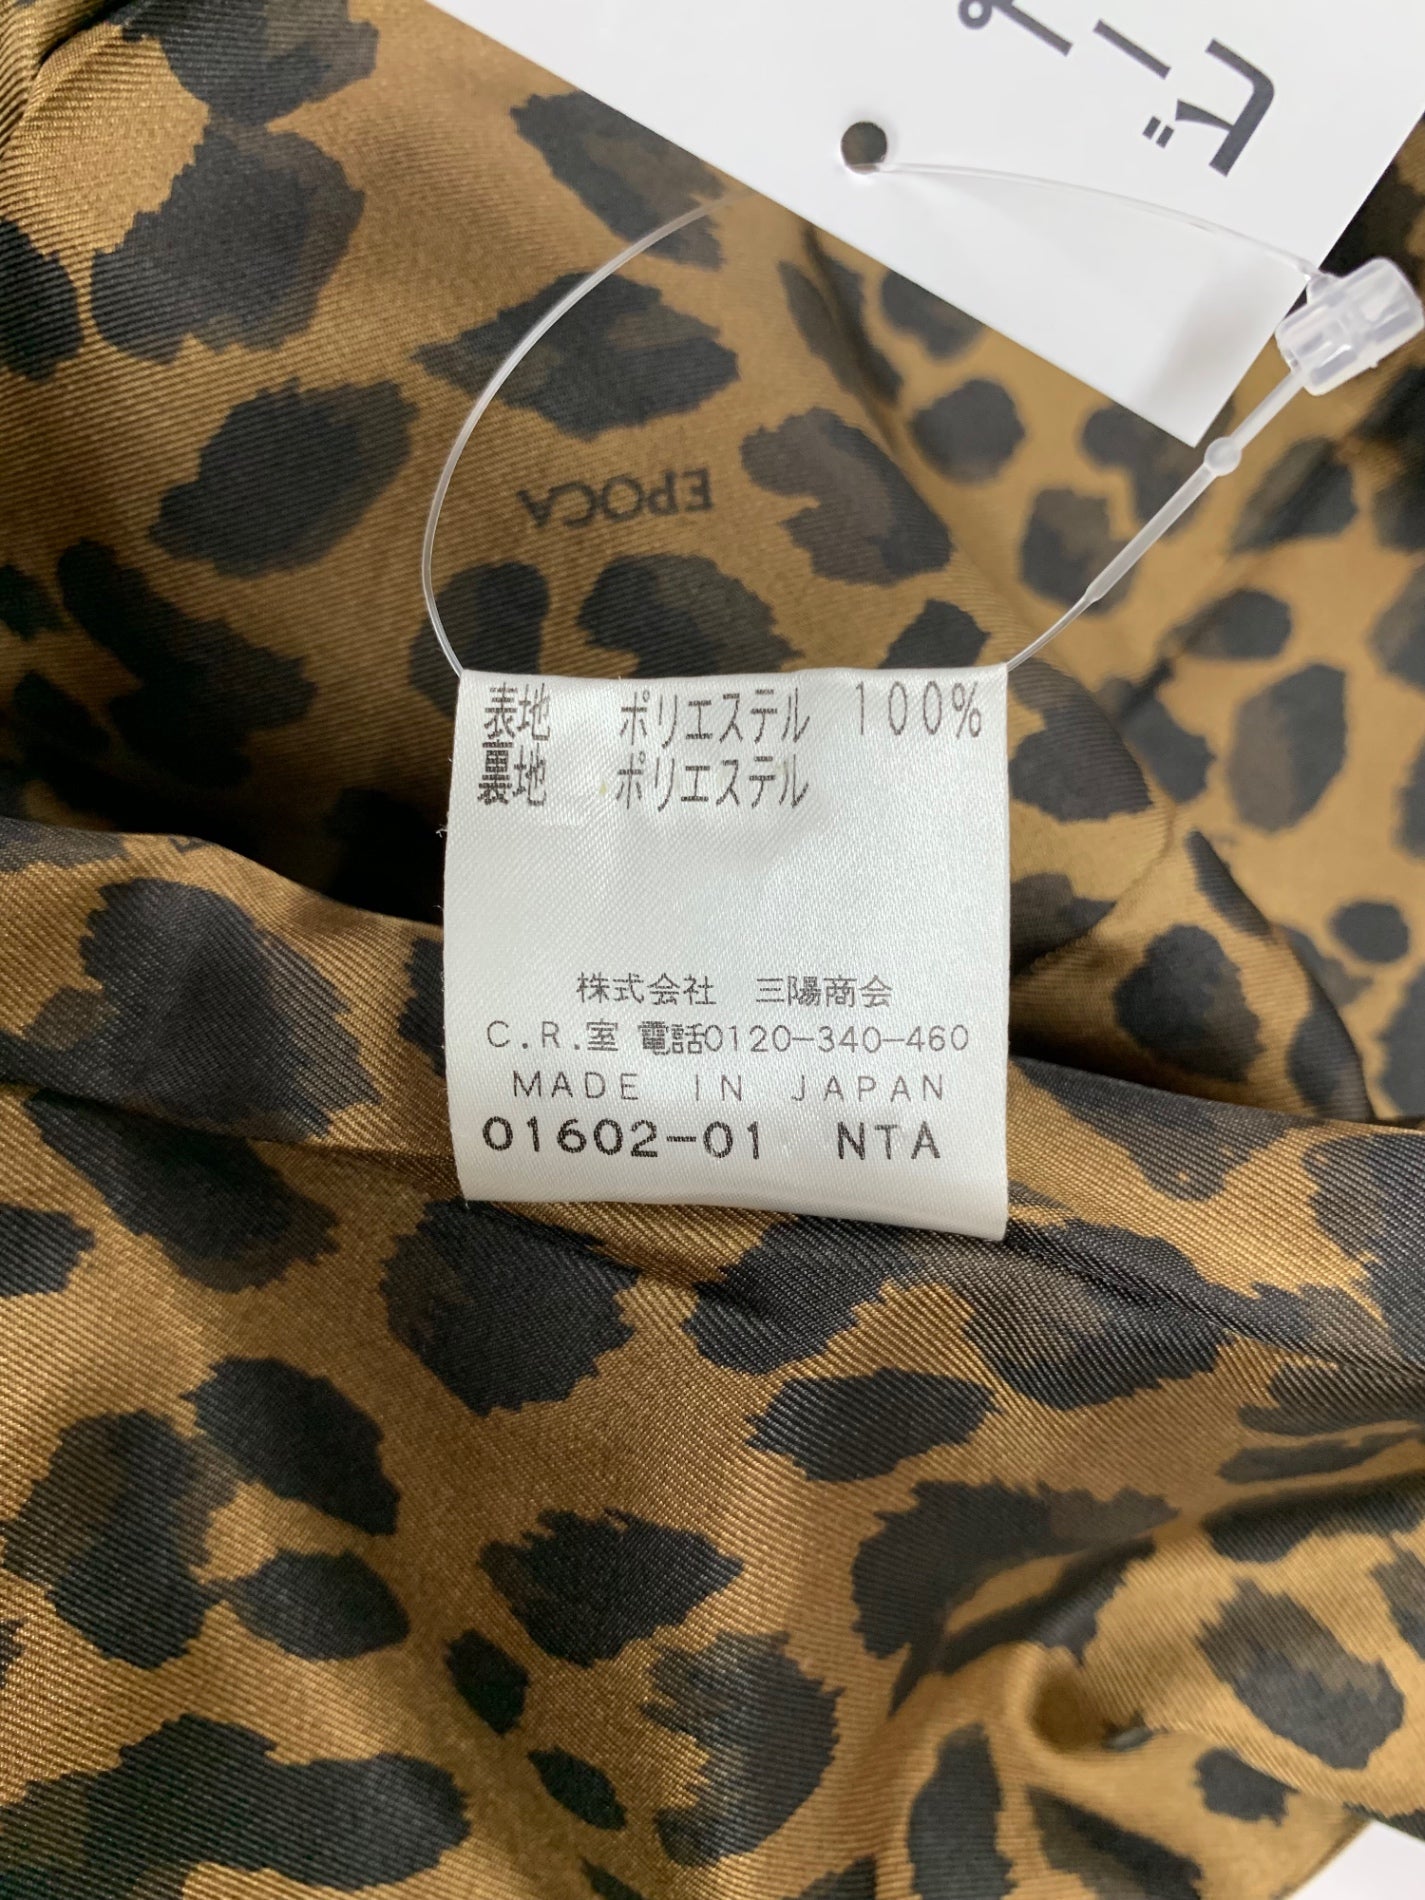 EPOCA
表地 ポリエステル 100%
裏地 ポリエステル
株式会社 三陽商会
C.R.室 電話0120-340-460
MADE IN JAPAN
01602-01 NTA